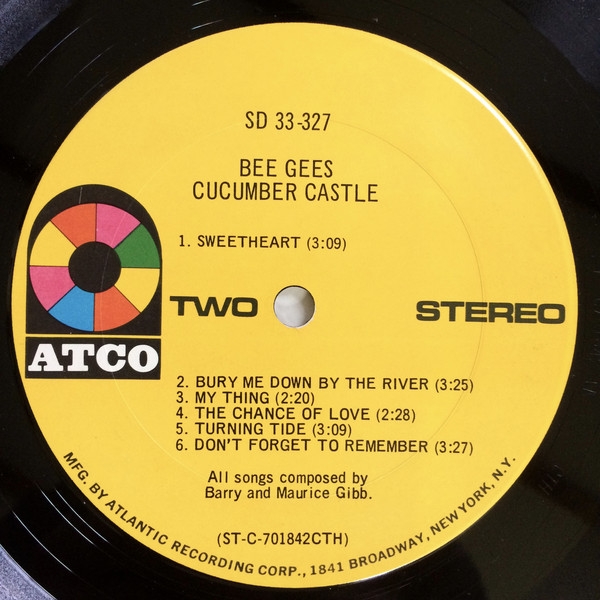 SD 33-327
BEE GEES
CUCUMBER CASTLE
1. SWEETHEART (3:09)
TWO
STEREO
ATCO
2. BURY ME DOWN BY THE RIVER (3:25)
3. MY THING (2:20)
4. THE CHANCE OF LOVE (2:28)
5. TURNING TIDE (3:09)
6. DON'T FORGET TO REMEMBER (3:27)
All songs composed by
Barry and Maurice Gibb.
(ST-C-701842CTH)
MFG. BY ATLANTIC RECORDING CORP., 1841 BROADWAY, NEW YORK, N.Y.